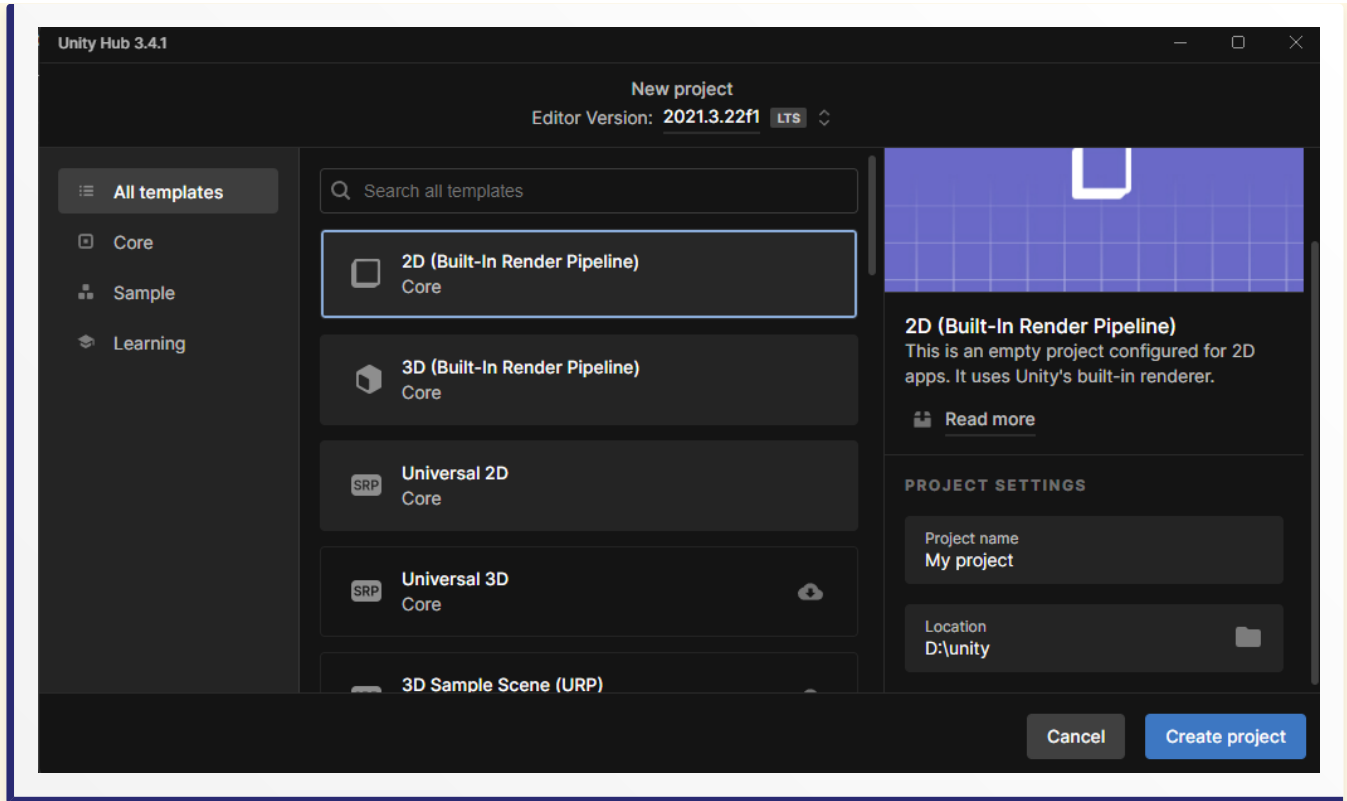 Unity Hub 3.4.1
New project
Editor Version: 2021.3.22f1 LTS
All templates
Core
Sample
Learning
Search all templates
2D (Built-In Render Pipeline)
Core
3D (Built-In Render Pipeline)
Core
SRP
Universal 2D
Core
SRP
Universal 3D
Core
3D Sample Scene (URP)
2D (Built-In Render Pipeline)
This is an empty project configured for 2D
apps. It uses Unity's built-in renderer.
Read more
PROJECT SETTINGS
Project name
My project
Location
D:\unity
Cancel
Create project